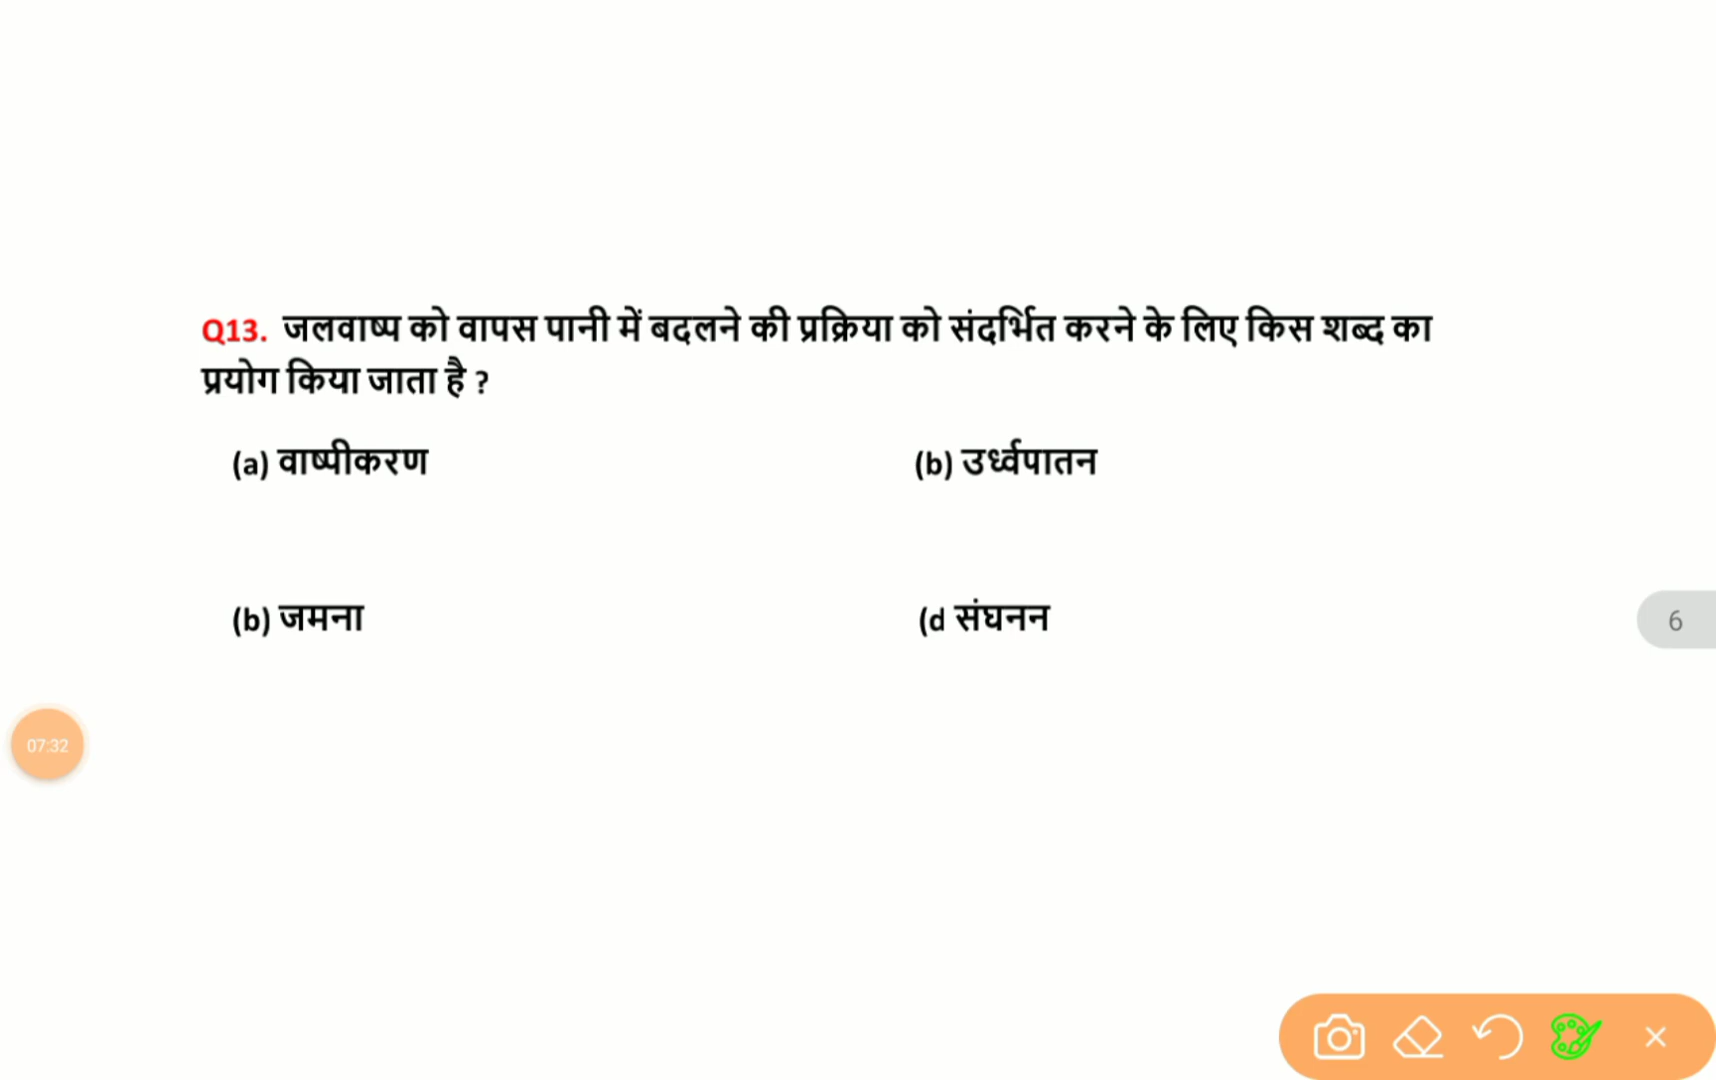 Q13. जलवाष्प को वापस पानी में बदलने की प्रक्रिया को संदर्भित करने के लिए किस शब्द का
प्रयोग किया जाता है ?
(a) वाष्पीकरण (b) उर्ध्वपातन
(b) जमना (d संघनन
6
07:32